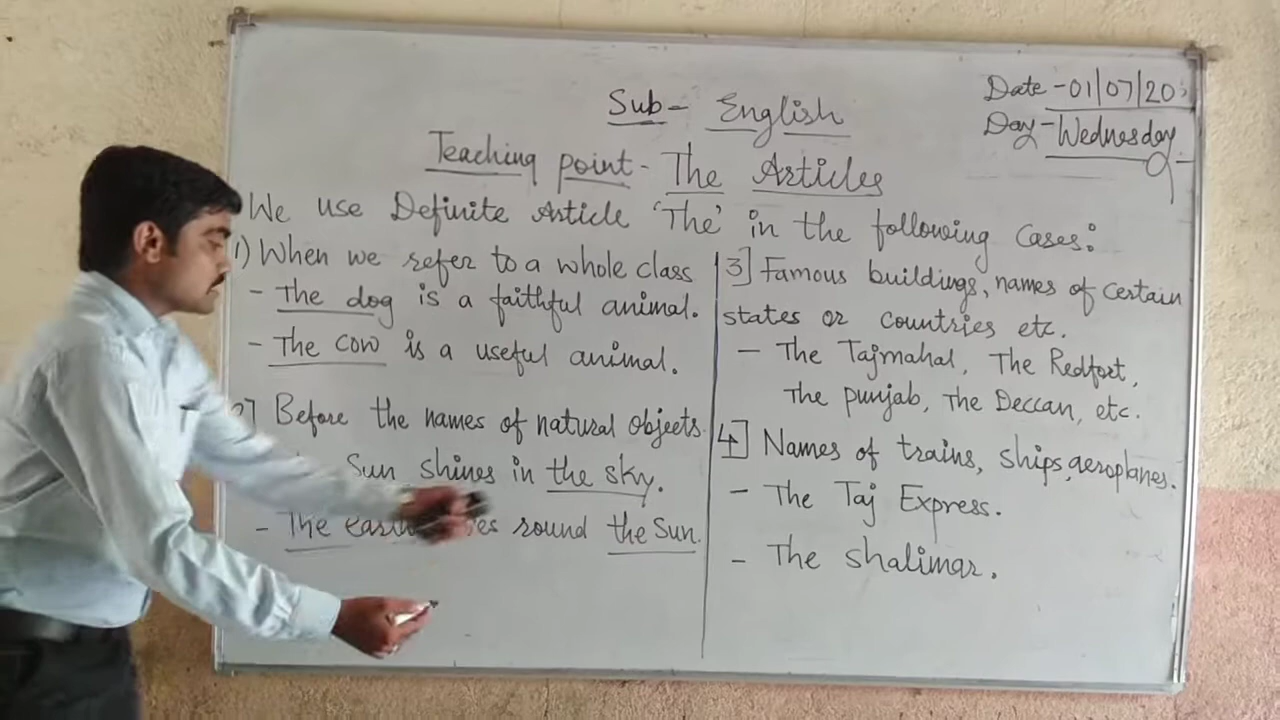 Sub- English
Date -01/07/20
Day -Wednesday.
Teaching point - The Articles
We use Definite Article 'The' in the following Cases:
1) When we refer to a whole class
- The dog is a faithful animal.
- The cow is a useful animal.
2] Before the names of natural objects.
Sun shines in the sky.
- The earth round the Sun.
3] Famous buildings, names of certain
states or countries etc.
- The Tajmahal, The Redfort,
The punjab, The Deccan, etc.
4] Names of trains, ships, aeroplanes.
- The Taj Express.
- The shalimar.